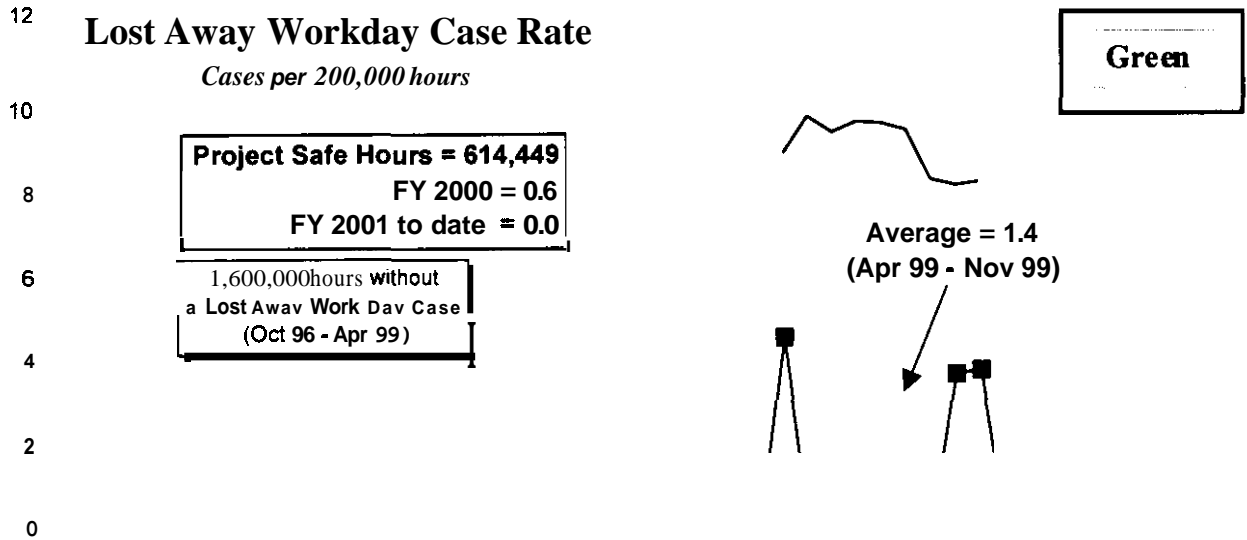 12
Lost Away Workday Case Rate
Cases per 200,000 hours
Green
10
Project Safe Hours = 614,449
FY 2000 = 0.6
FY 2001 to date = 0.0
8
Average = 1.4
(Apr 99 - Nov 99)
6
1,600,000hours without
a Lost Awav Work Dav Case
(Oct 96 - Apr 99)
4
2
0